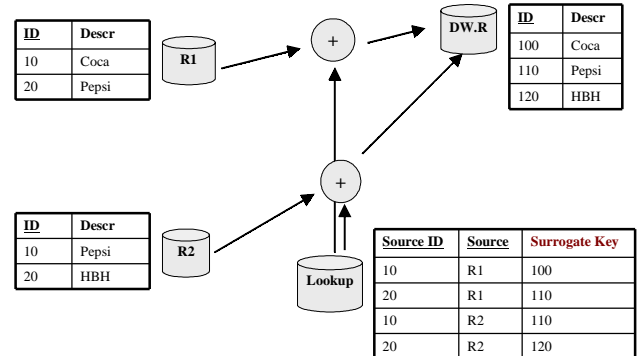 ID Descr
10 Coca
20 Pepsi
R1
+
DW.R
ID Descr
100 Coca
110 Pepsi
120 HBH
+
ID Descr
10 Pepsi
20 HBH
R2
Lookup
Source ID Source Surrogate Key
10 R1 100
20 R1 110
10 R2 110
20 R2 120